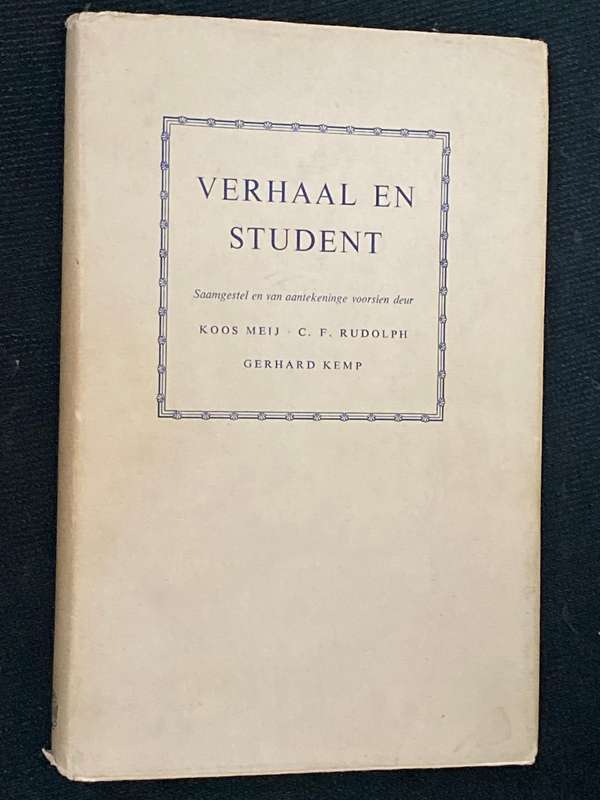 VERHAAL EN
STUDENT
Saamgestel en van aantekeninge voorsien deur
KOOS MEIJ · C. F. RUDOLPH
GERHARD KEMP